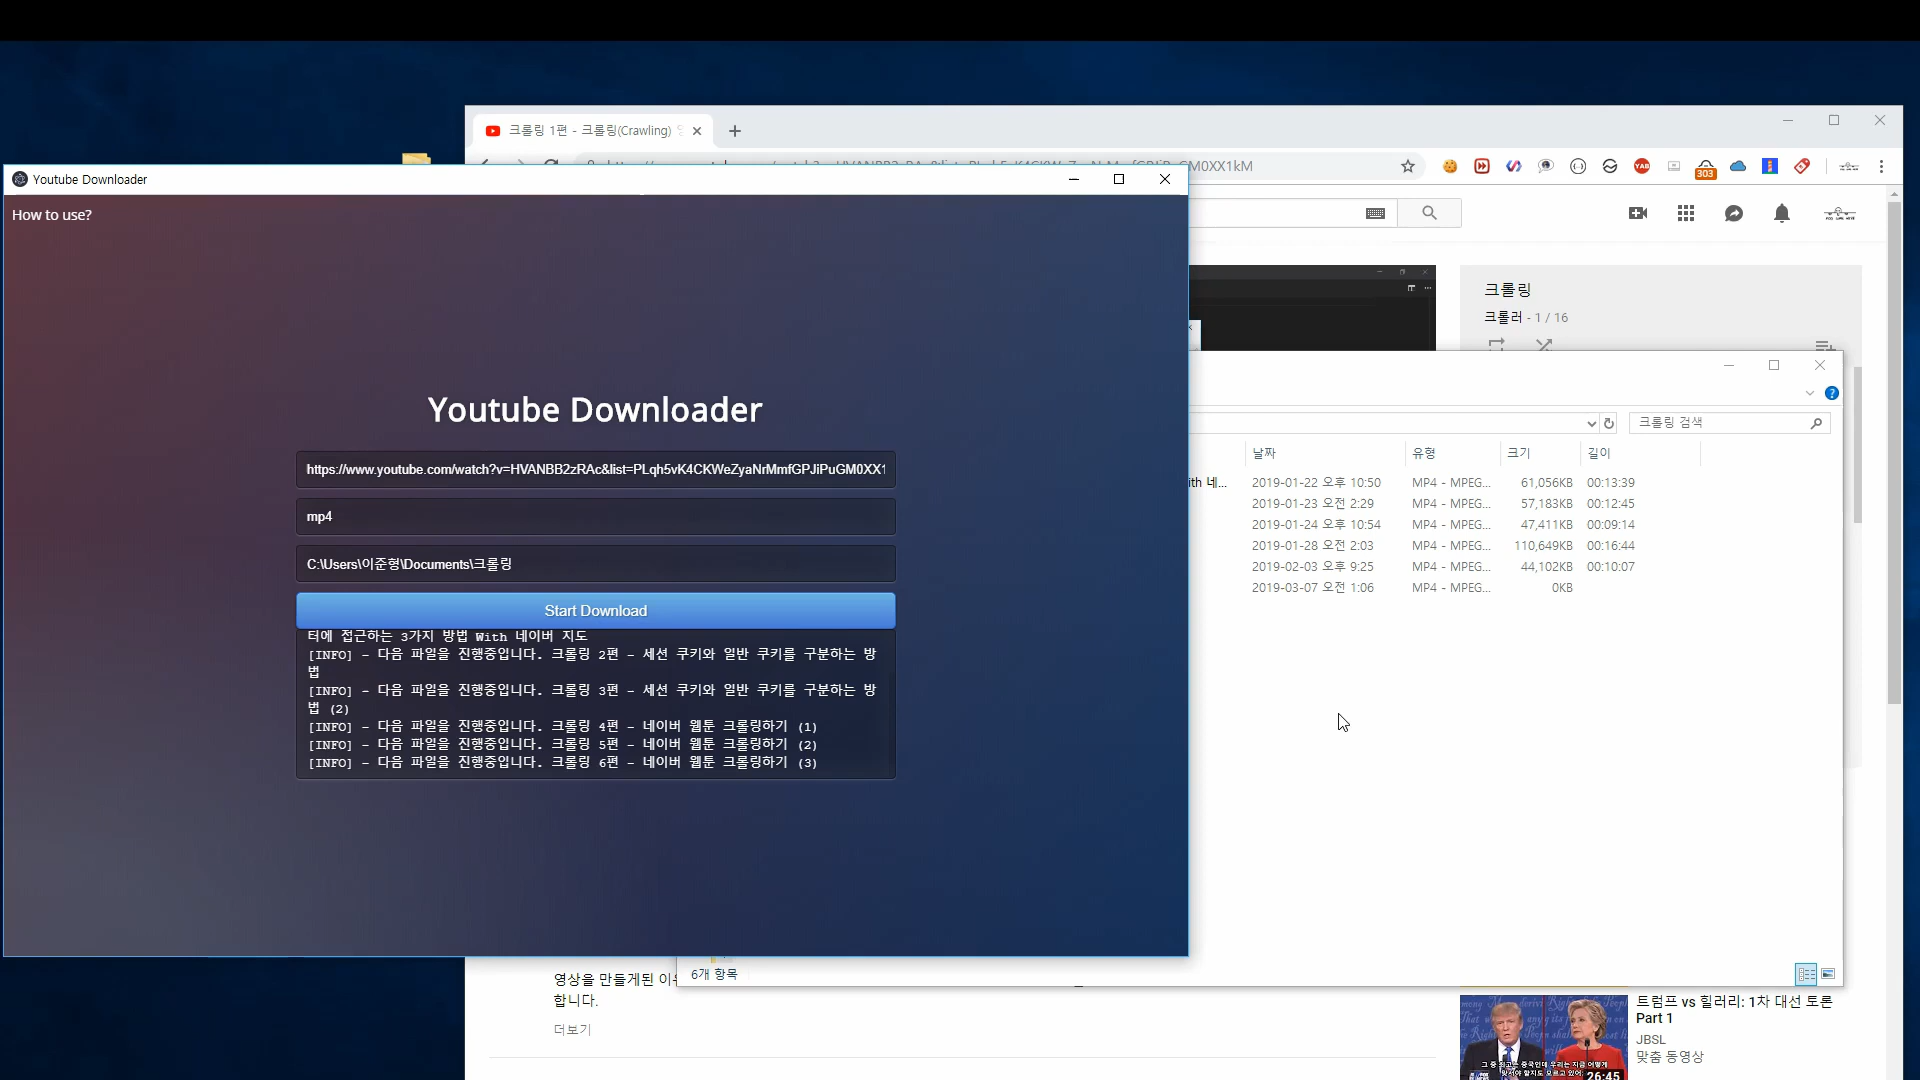 크롤링 1편 - 크롤링(Crawling)
M0XX1kM
303
Youtube Downloader
How to use?
크롤링
크롤러 - 1 / 16
Youtube Downloader
https://www.youtube.com/watch?v=HVANBB2zRAc&list=PLqh5vK4CKWeZyaNrMmfGPJiPuGM0XX1
mp4
C:\Users\이준형\Documents\크롤링
Start Download
터에 접근하는 3가지 방법 With 네이버 지도
[INFO] - 다음 파일을 진행중입니다. 크롤링 2편 - 세션 쿠키와 일반 쿠키를 구분하는 방
법
[INFO] - 다음 파일을 진행중입니다. 크롤링 3편 - 세션 쿠키와 일반 쿠키를 구분하는 방
법 (2)
[INFO] - 다음 파일을 진행중입니다. 크롤링 4편 - 네이버 웹툰 크롤링하기 (1)
[INFO] - 다음 파일을 진행중입니다. 크롤링 5편 - 네이버 웹툰 크롤링하기 (2)
[INFO] - 다음 파일을 진행중입니다. 크롤링 6편 - 네이버 웹툰 크롤링하기 (3)
크롤링 검색
날짜 유형 크기 길이
ith 네... 2019-01-22 오후 10:50 MP4 - MPEG... 61,056KB 00:13:39
2019-01-23 오전 2:29 MP4 - MPEG... 57,183KB 00:12:45
2019-01-24 오후 10:54 MP4 - MPEG... 47,411KB 00:09:14
2019-01-28 오전 2:03 MP4 - MPEG... 110,649KB 00:16:44
2019-02-03 오후 9:25 MP4 - MPEG... 44,102KB 00:10:07
2019-03-07 오전 1:06 MP4 - MPEG... 0KB
6개 항목
영상을 만들게된 이유
합니다.
더보기
트럼프 vs 힐러리: 1차 대선 토론
Part 1
JBSL
맞춤 동영상
26:45